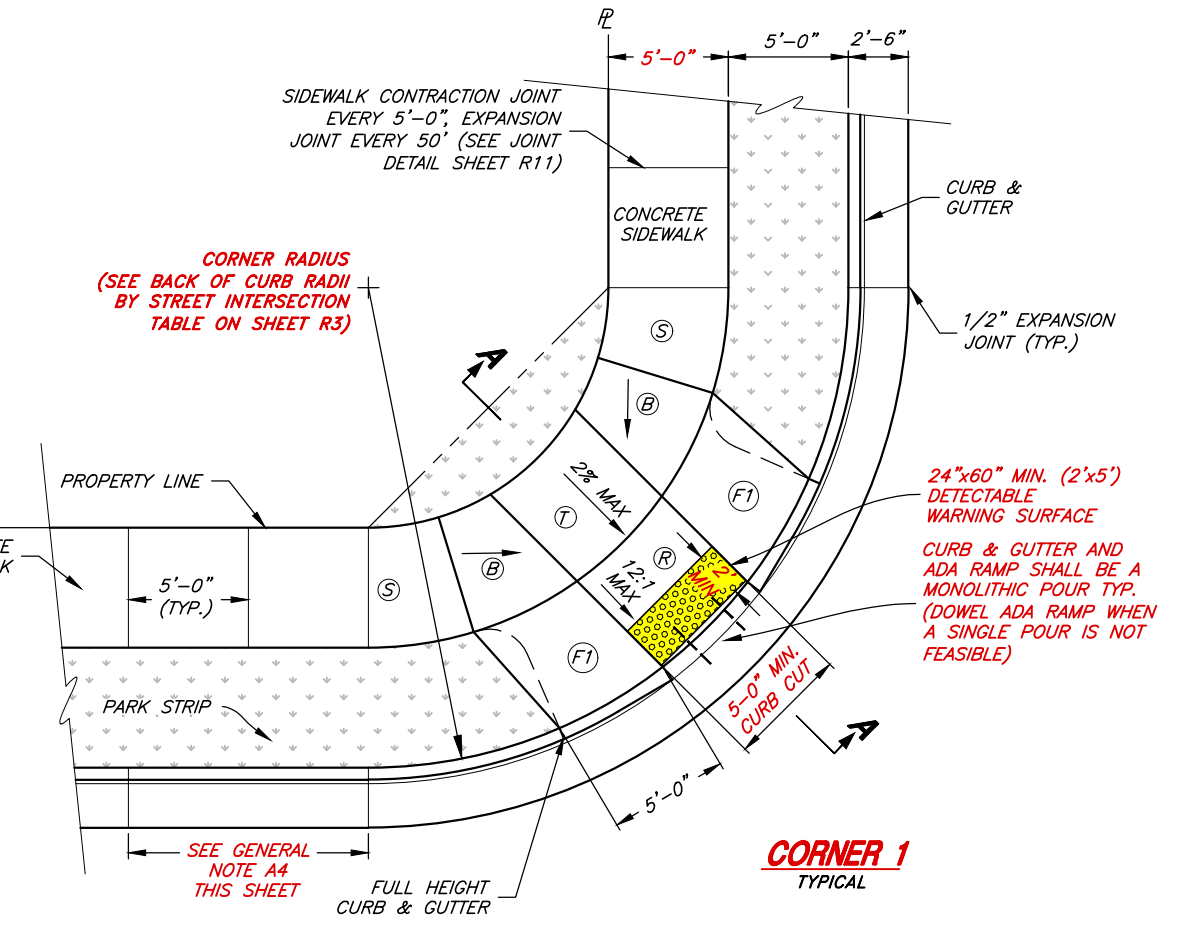 PL
5'-0"
5'-0"
2'-6"
SIDEWALK CONTRACTION JOINT
EVERY 5'-0", EXPANSION
JOINT EVERY 50' (SEE JOINT
DETAIL SHEET R11)
CURB &
GUTTER
CONCRETE
SIDEWALK
CORNER RADIUS
(SEE BACK OF CURB RADII
BY STREET INTERSECTION
TABLE ON SHEET R3)
1/2" EXPANSION
JOINT (TYP.)
S
A
B
PROPERTY LINE
2% MAX
T
F1
24"x60" MIN. (2'x5')
DETECTABLE
WARNING SURFACE
CURB & GUTTER AND
ADA RAMP SHALL BE A
MONOLITHIC POUR TYP.
(DOWEL ADA RAMP WHEN
A SINGLE POUR IS NOT
FEASIBLE)
TE
K
5'-0"
(TYP.)
S
B
R
12:1
MAX
2'
MIN.
F1
5-0" MIN.
CURB CUT
PARK STRIP
A
5'-0"
SEE GENERAL
NOTE A4
THIS SHEET
FULL HEIGHT
CURB & GUTTER
CORNER 1
TYPICAL